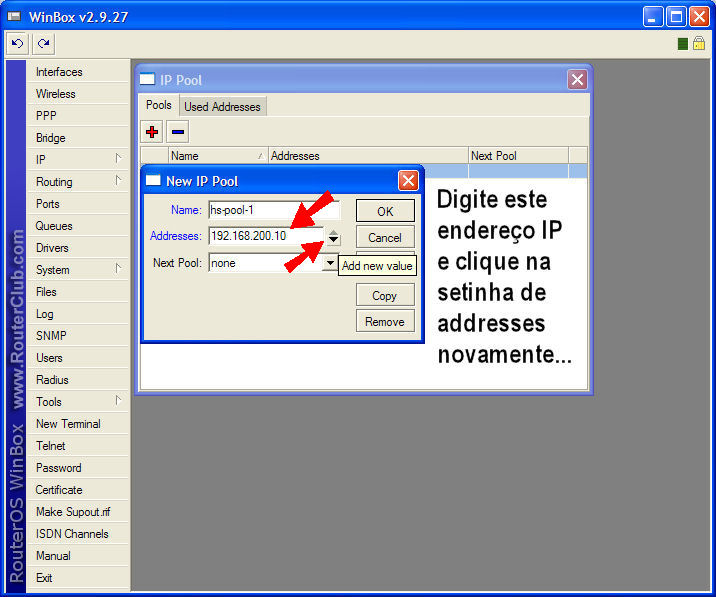 WinBox v2.9.27
Interfaces
Wireless
PPP
Bridge
IP
Routing
Ports
Queues
Drivers
System
Files
Log
SNMP
Users
Radius
Tools
New Terminal
Telnet
Password
Certificate
Make Supout.rif
ISDN Channels
Manual
Exit
RouterOS WinBox www.RouterClub.com
IP Pool
Pools
Used Addresses
Name
Addresses
Next Pool
New IP Pool
Name: hs-pool-1
Addresses: 192.168.200.10
Next Pool: none
OK
Cancel
Add new value
Copy
Remove
Digite este
endereço IP
e clique na
setinha de
addresses
novamente...